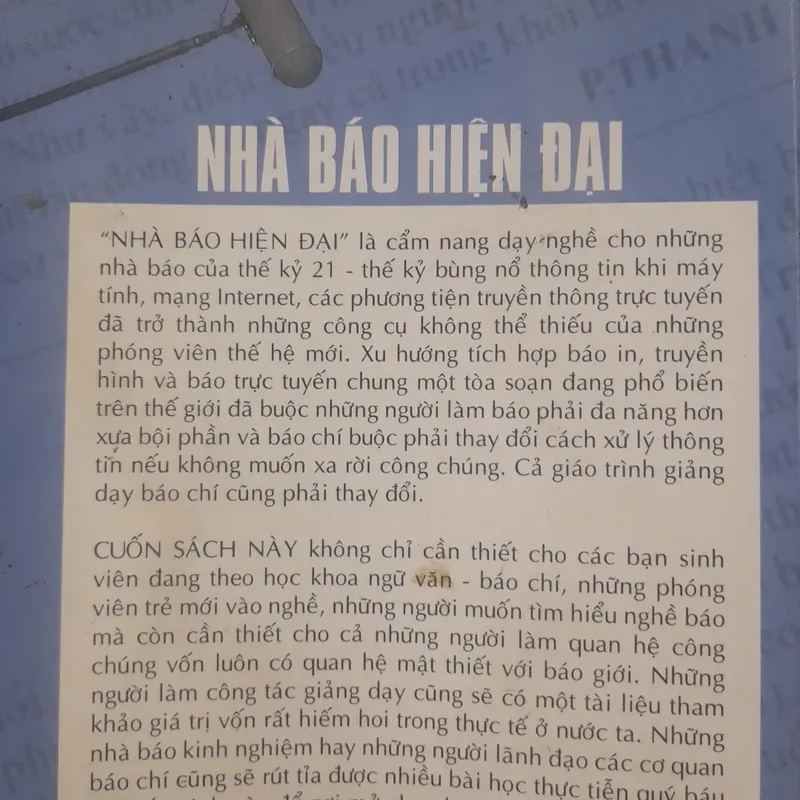 Như vậy, điều
P.THANH
NHÀ BÁO HIỆN ĐẠI
“NHÀ BÁO HIỆN ĐẠI” là cẩm nang dạy nghề cho những
nhà báo của thế kỷ 21 - thế kỷ bùng nổ thông tin khi máy
tính, mạng Internet, các phương tiện truyền thông trực tuyến
đã trở thành những công cụ không thể thiếu của những
phóng viên thế hệ mới. Xu hướng tích hợp báo in, truyền
hình và báo trực tuyến chung một tòa soạn đang phổ biến
trên thế giới đã buộc những người làm báo phải đa năng hơn
xưa bội phần và báo chí buộc phải thay đổi cách xử lý thông
tin nếu không muốn xa rời công chúng. Cả giáo trình giảng
dạy báo chí cũng phải thay đổi.
CUỐN SÁCH NÀY không chỉ cần thiết cho các bạn sinh
viên đang theo học khoa ngữ văn - báo chí, những phóng
viên trẻ mới vào nghề, những người muốn tìm hiểu nghề báo
mà còn cần thiết cho cả những người làm quan hệ công
chúng vốn luôn có quan hệ mật thiết với báo giới. Những
người làm công tác giảng dạy cũng sẽ có một tài liệu tham
khảo giá trị vốn rất hiếm hoi trong thực tế ở nước ta. Những
nhà báo kinh nghiệm hay những người lãnh đạo các cơ quan
báo chí cũng sẽ rút tỉa được nhiều bài học thực tiễn quý báu